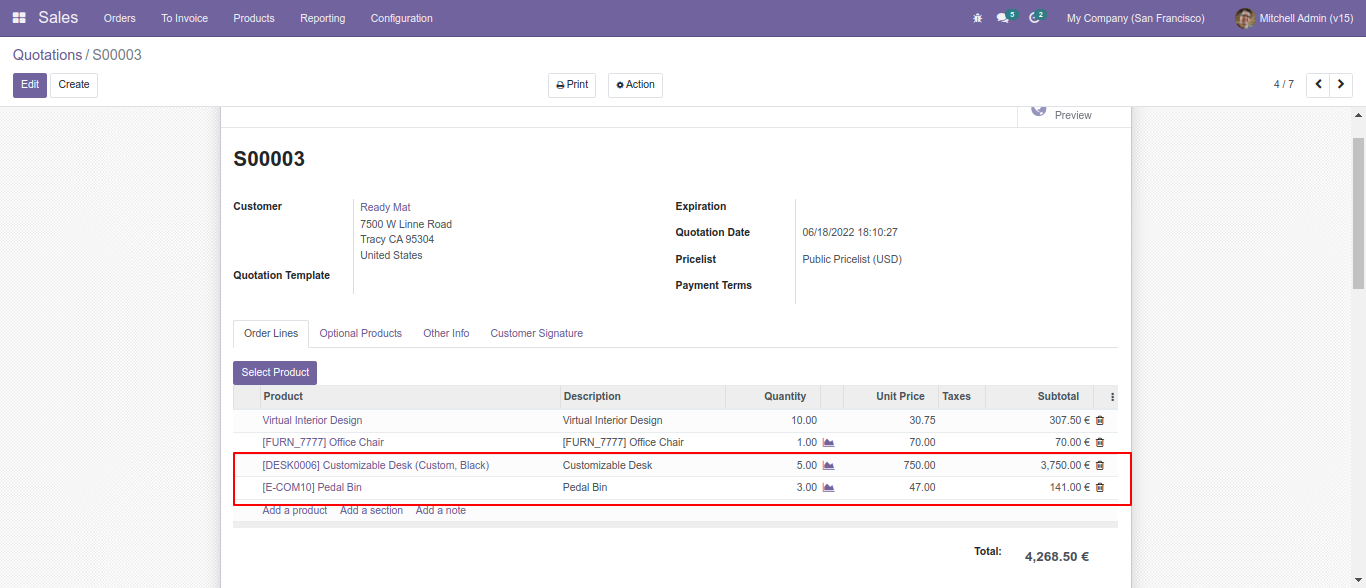 Sales Orders To Invoice Products Reporting Configuration 5 2 My Company (San Francisco) Mitchell Admin (v15)
Quotations / S00003
Edit Create Print Action 4 / 7
Preview
S00003
Customer Ready Mat Expiration
7500 W Linne Road
Tracy CA 95304 Quotation Date 06/18/2022 18:10:27
United States Pricelist Public Pricelist (USD)
Quotation Template Payment Terms
Order Lines Optional Products Other Info Customer Signature
Select Product
Product Description Quantity Unit Price Taxes Subtotal
Virtual Interior Design Virtual Interior Design 10.00 30.75 307.50 €
[FURN_7777] Office Chair [FURN_7777] Office Chair 1.00 70.00 70.00 €
[DESK0006] Customizable Desk (Custom, Black) Customizable Desk 5.00 750.00 3,750.00 €
[E-COM10] Pedal Bin Pedal Bin 3.00 47.00 141.00 €
Add a product Add a section Add a note
Total: 4,268.50 €